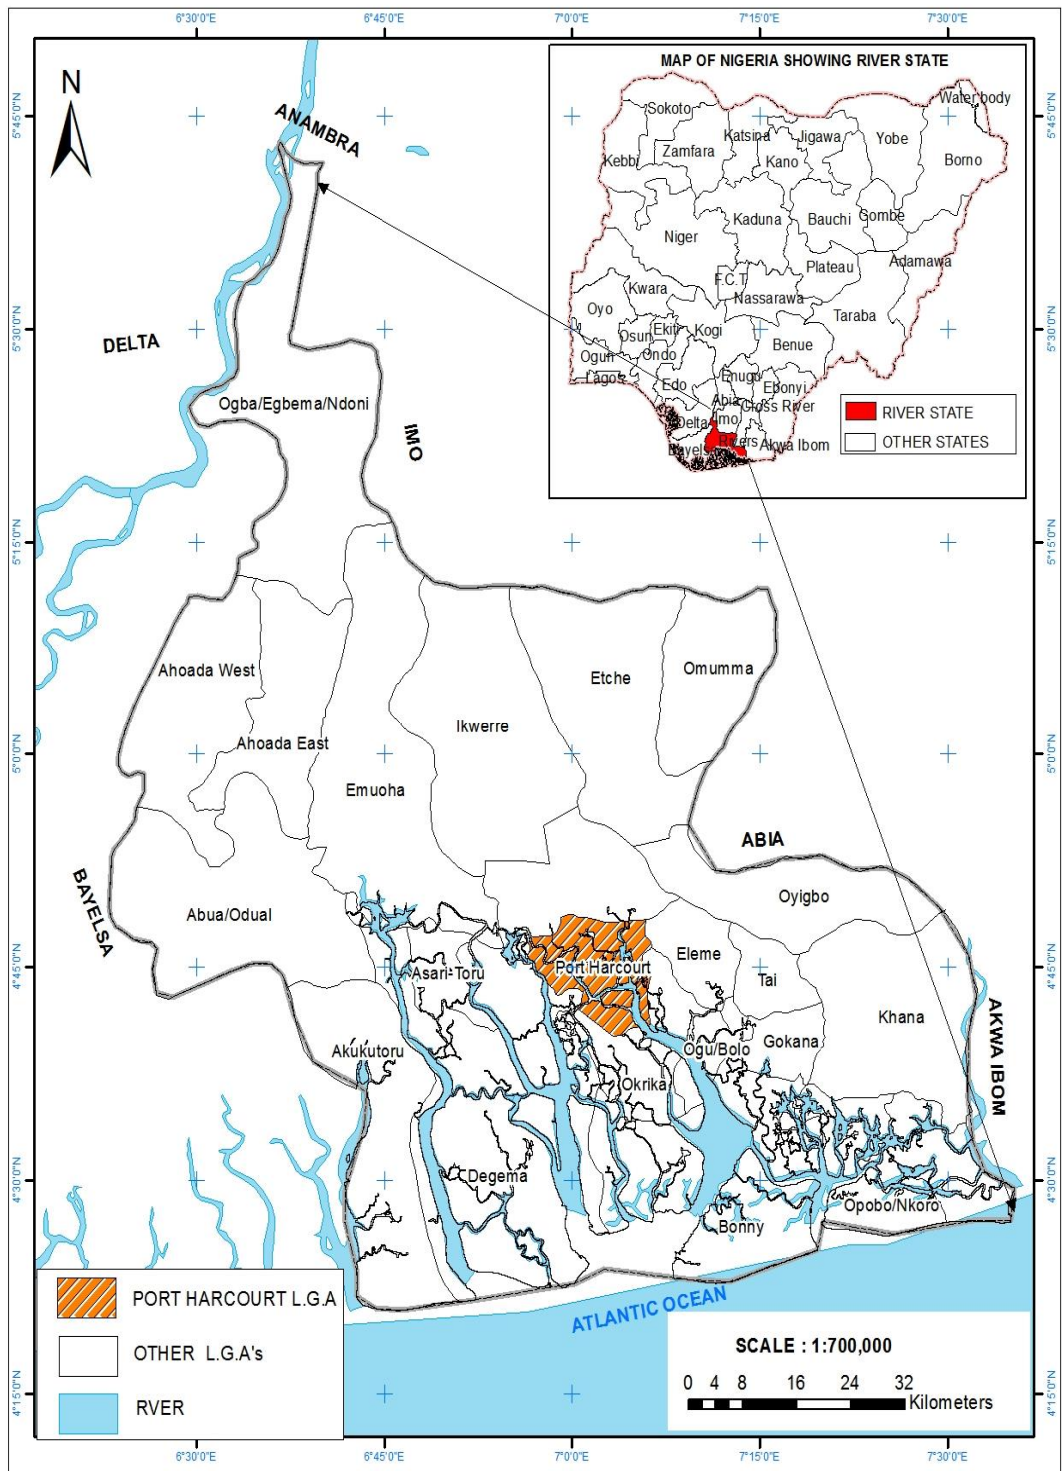 6°30'0"E 6°45'0"E 7°0'0"E 7°15'0"E 7°30'0"E
5°45'0"N
5°30'0"N
5°15'0"N
5°0'0"N
4°45'0"N
4°30'0"N
4°15'0"N
5°45'0"N
5°30'0"N
5°15'0"N
5°0'0"N
4°45'0"N
4°30'0"N
4°15'0"N
N
MAP OF NIGERIA SHOWING RIVER STATE
Water body
Sokoto
Katsina
Jigawa
Yobe
Kebbi
Zamfara
Kano
Borno
Kaduna
Bauchi
Gombe
Niger
Plateau
Adamawa
F.C.T
Kwara
Nassarawa
Oyo
Taraba
Osun
Ekiti
Kogi
Benue
Ogun
Ondo
Lagos
Edo
Enugu
Ebonyi
Abia
Cross River
Delta
Imo
Rivers
Akwa Ibom
Bayelsa
RIVER STATE
OTHER STATES
ANAMBRA
DELTA
IMO
ABIA
BAYELSA
AKWA IBOM
Ogba/Egbema/Ndoni
Ahoada West
Etche
Omumma
Ikwerre
Ahoada East
Emuoha
Oyigbo
Abua/Odual
Eleme
Port Harcourt
Asari-Toru
Tai
Khana
Gokana
Ogu/Bolo
Akukutoru
Okrika
Degema
Opobo/Nkoro
Bonny
ATLANTIC OCEAN
PORT HARCOURT L.G.A
OTHER L.G.A's
RVER
SCALE : 1:700,000
0 4 8 16 24 32
Kilometers
6°30'0"E 6°45'0"E 7°0'0"E 7°15'0"E 7°30'0"E